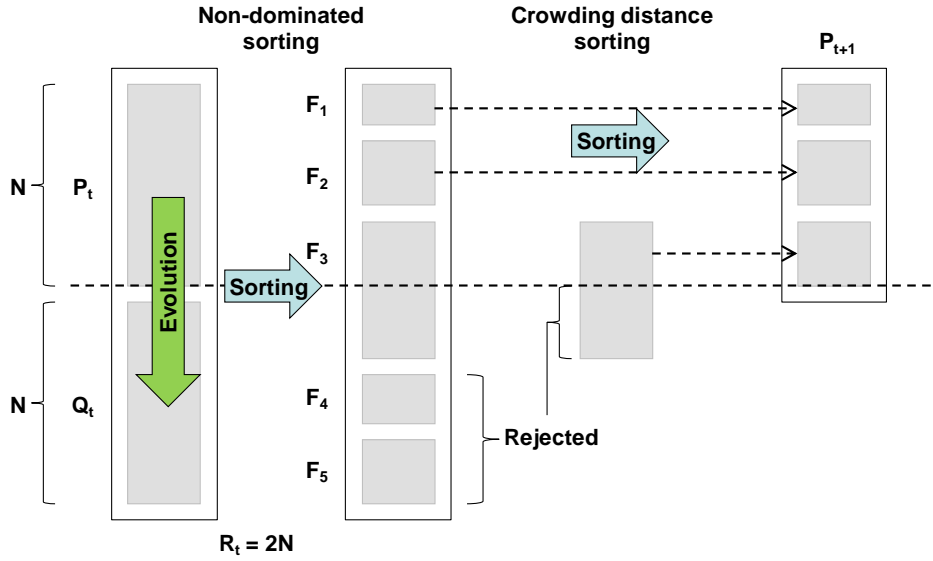 Non-dominated
sorting
Crowding distance
sorting
P_{t+1}
F_1
Sorting
N
P_t
F_2
F_3
Evolution
Sorting
N
Q_t
F_4
Rejected
F_5
R_t = 2N